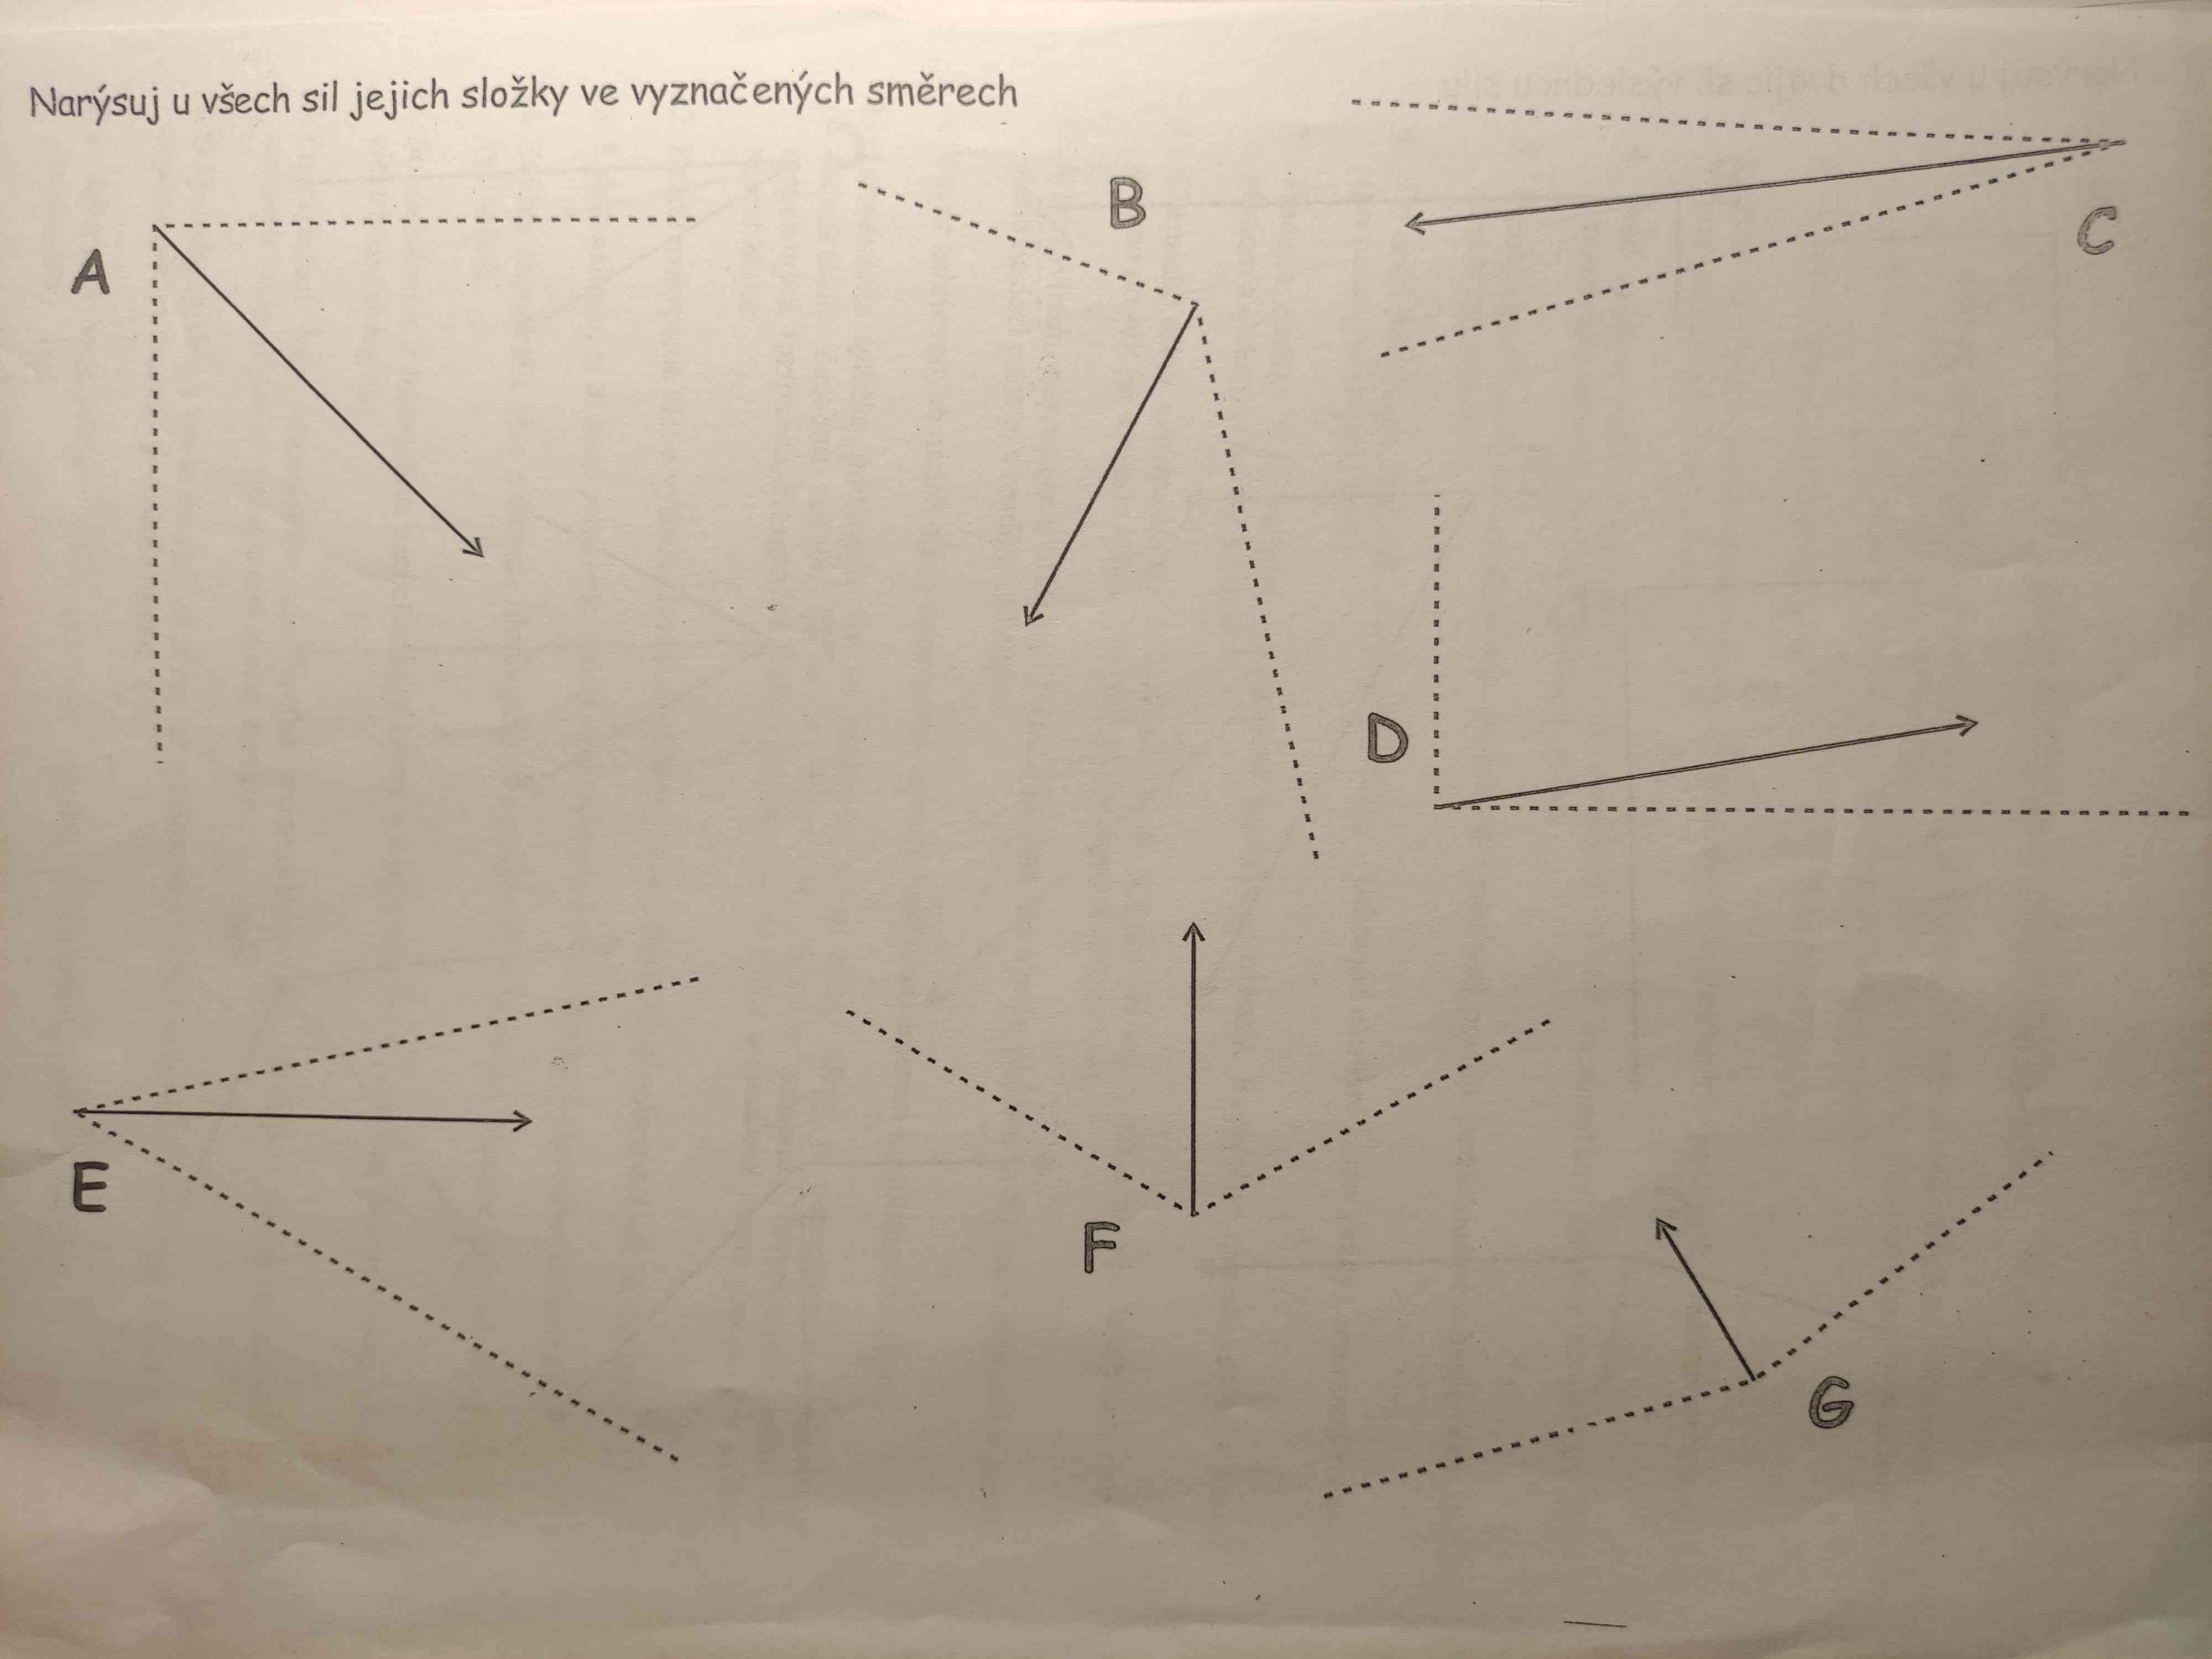 Narýsuj u všech sil jejich složky ve vyznačených směrech
A
B
C
D
E
F
G